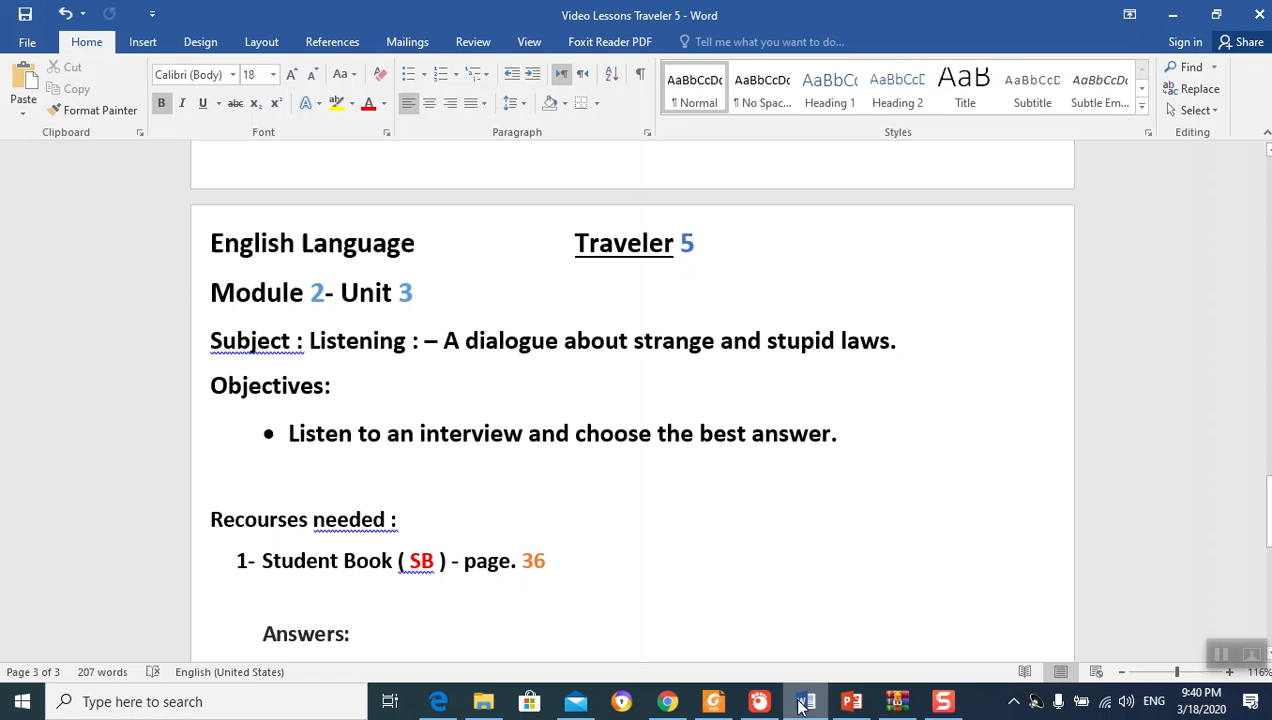 Video Lessons Traveler 5 - Word
File Home Insert Design Layout References Mailings Review View Foxit Reader PDF Tell me what you want to do... Sign in Share
Paste Cut Copy Format Painter
Calibri (Body) 18
AaBbCcDc AaBbCcDc AaBbCc AaBbCcD AaB AaBbCcD AaBbCcD
¶ Normal ¶ No Spac... Heading 1 Heading 2 Title Subtitle Subtle Em...
Find Replace Select
Clipboard Font Paragraph Styles Editing
English Language Traveler 5
Module 2- Unit 3
Subject : Listening : – A dialogue about strange and stupid laws.
Objectives:
• Listen to an interview and choose the best answer.
Recourses needed :
1- Student Book ( SB ) - page. 36
Answers:
Page 3 of 3 207 words English (United States) 116%
Type here to search
ENG 9:40 PM
3/18/2020